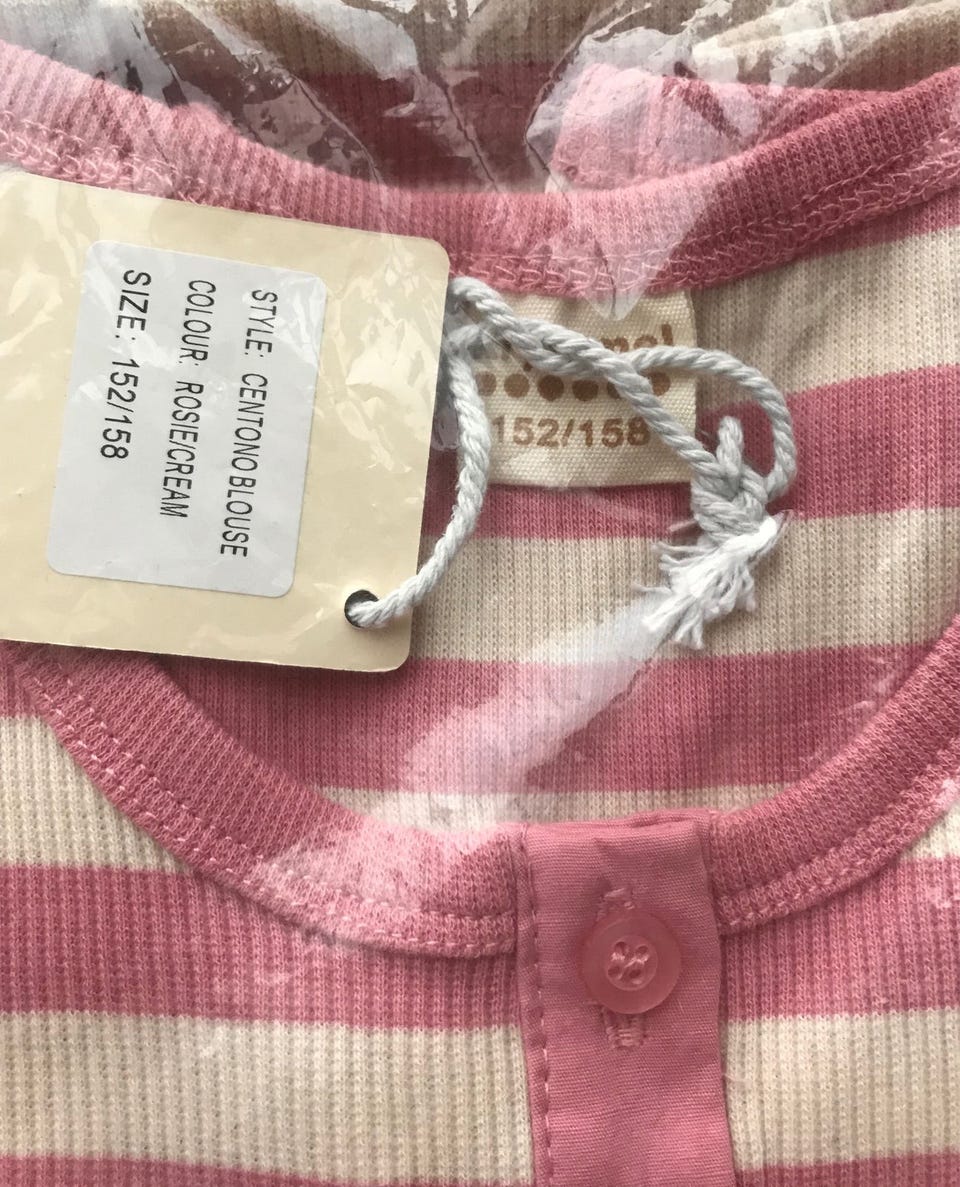 STYLE: CENTONO BLOUSE
COLOUR: ROSIE/CREAM
SIZE: 152/158
152/158